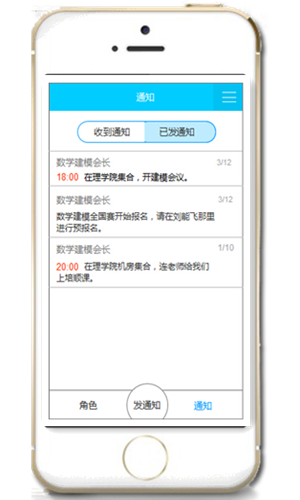 通知
收到通知 已发通知
数学建模会长 3/12
18:00 在理学院集合，开建模会议。
数学建模会长 3/12
数学建模全国赛开始报名，请在刘能飞那里
进行预报名。
数学建模会长 1/10
20:00 在理学院机房集合，连老师给我们
上培顺课。
角色 发通知 通知